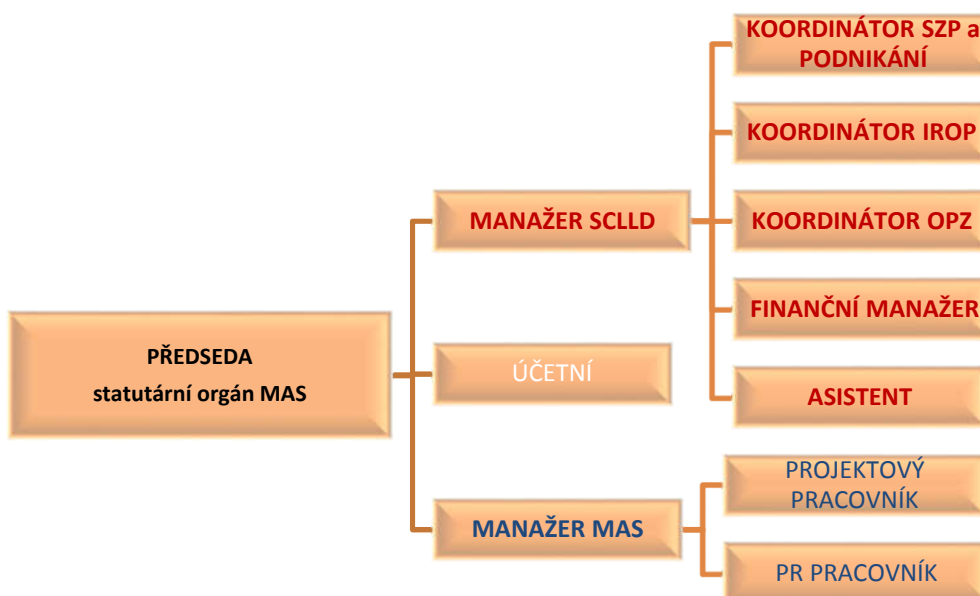 KOORDINÁTOR SZP a
PODNIKÁNÍ
KOORDINÁTOR IROP
MANAŽER SCLLD
KOORDINÁTOR OPZ
FINANČNÍ MANAŽER
PŘEDSEDA
statutární orgán MAS
ÚČETNÍ
ASISTENT
PROJEKTOVÝ
PRACOVNÍK
MANAŽER MAS
PR PRACOVNÍK